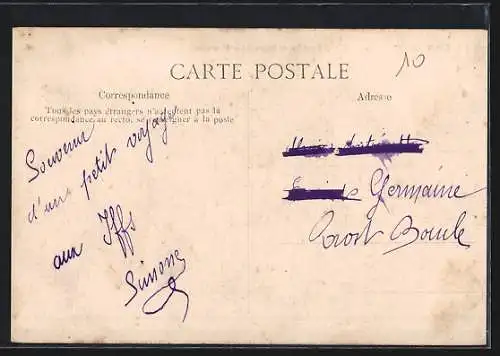 10
CARTE POSTALE
Correspondance
Adresse
Tous les pays étrangers n'acceptent pas la
correspondance au recto, se renseigner à la poste
Souvenir
d'un petit voyage
aux Iffs
Simone
Germaine